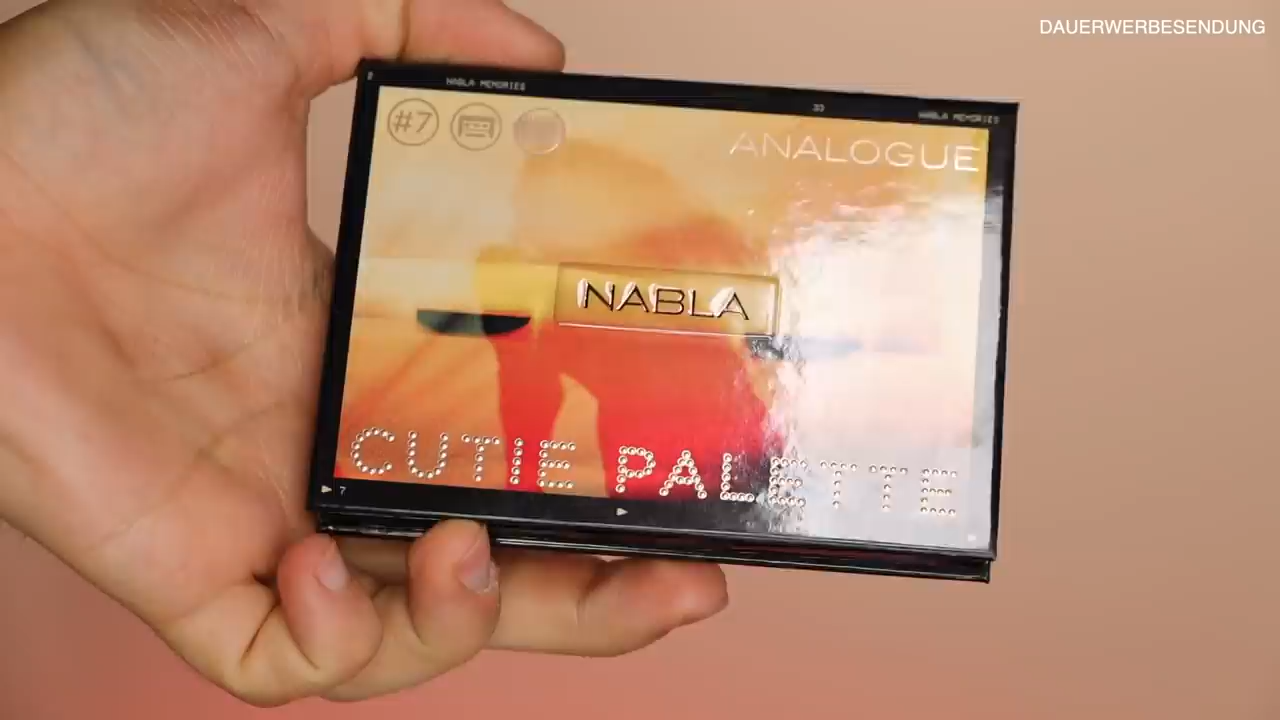 DAUERWERBESENDUNG
NABLA MEMORIES
33
NABLA MEMORIES
#7
ANALOGUE
NABLA
CUTIE PALETTE
7